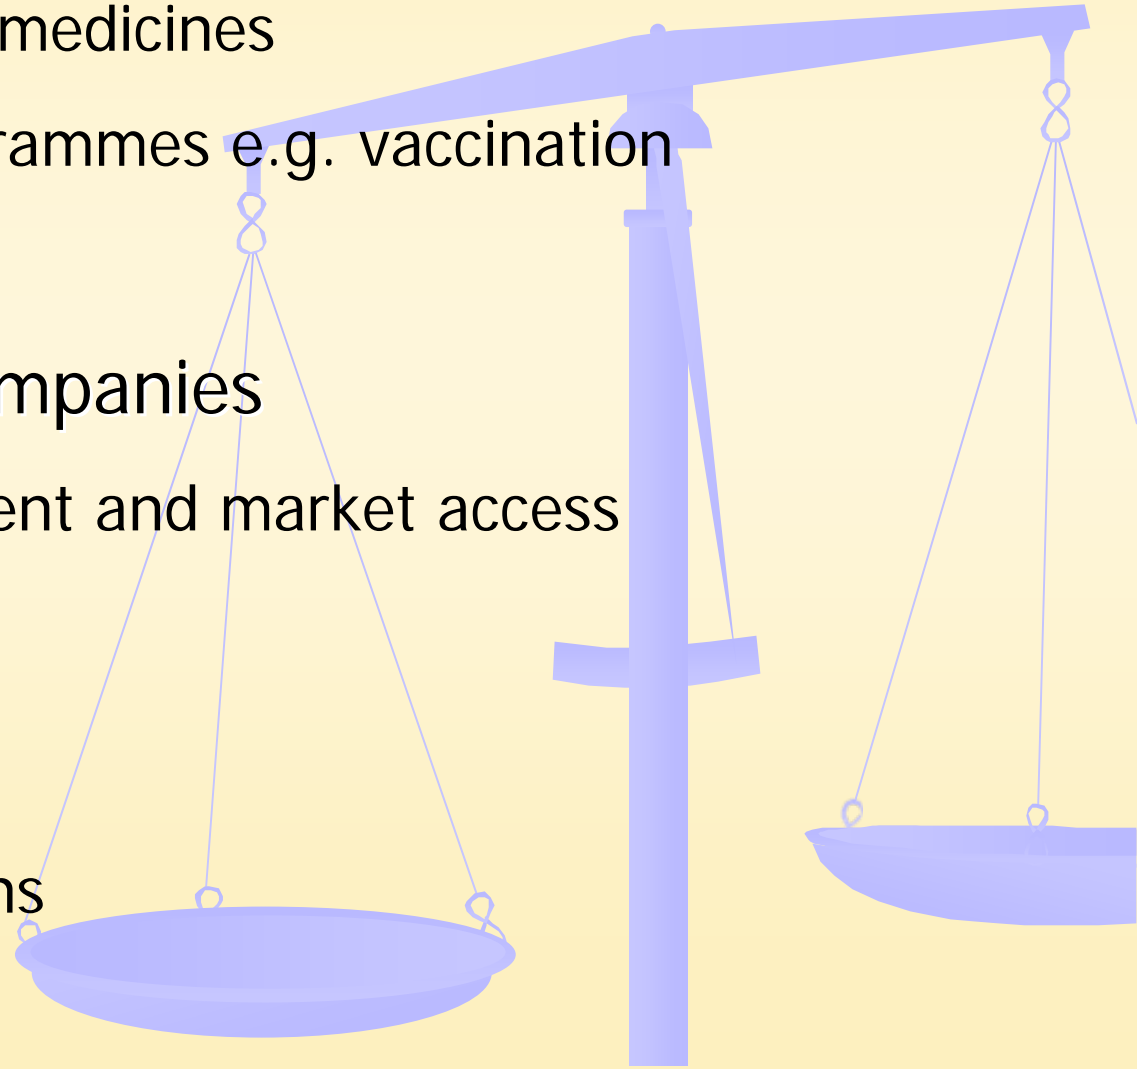 medicines
rammes e.g. vaccination
mpanies
ent and market access
ns